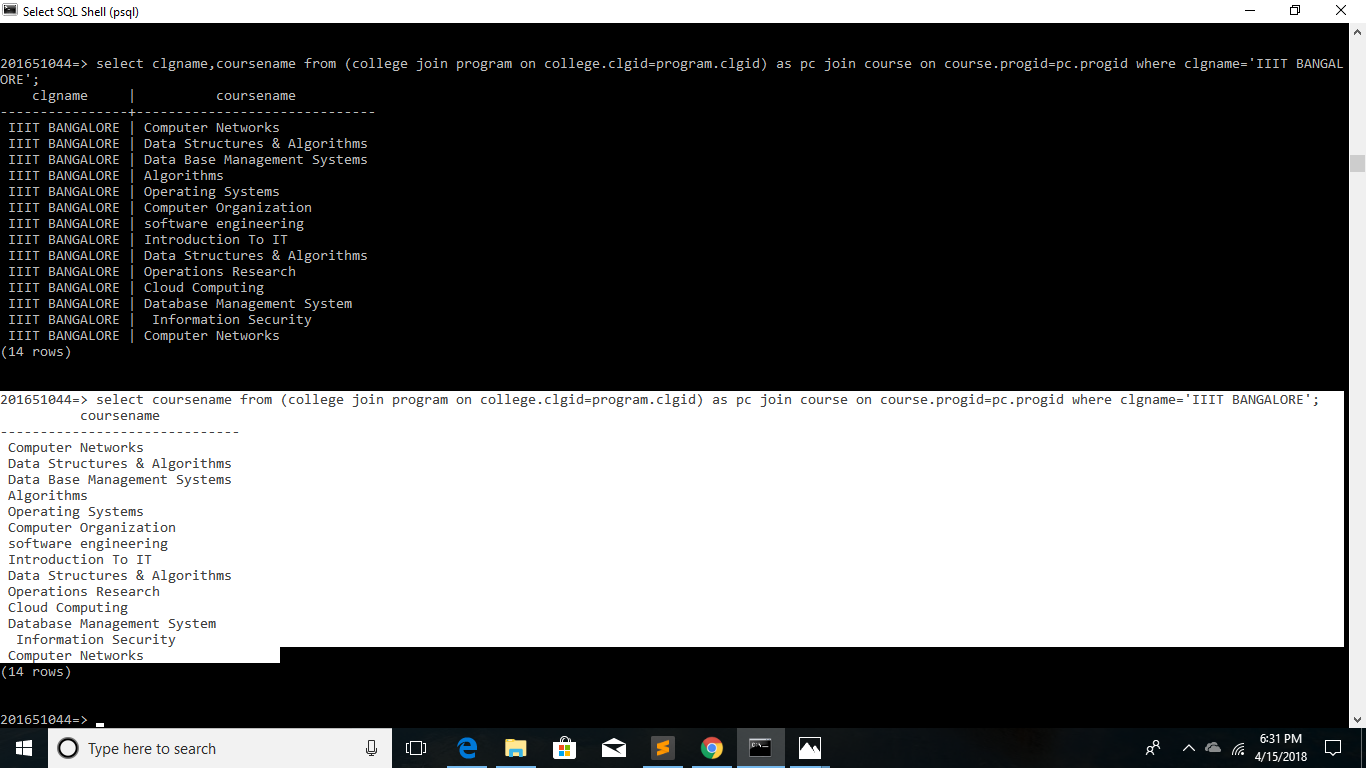 Select SQL Shell (psql)
201651044=> select clgname,coursename from (college join program on college.clgid=program.clgid) as pc join course on course.progid=pc.progid where clgname='IIIT BANGAL
ORE';
    clgname     |          coursename
----------------+------------------------------
 IIIT BANGALORE | Computer Networks
 IIIT BANGALORE | Data Structures & Algorithms
 IIIT BANGALORE | Data Base Management Systems
 IIIT BANGALORE | Algorithms
 IIIT BANGALORE | Operating Systems
 IIIT BANGALORE | Computer Organization
 IIIT BANGALORE | software engineering
 IIIT BANGALORE | Introduction To IT
 IIIT BANGALORE | Data Structures & Algorithms
 IIIT BANGALORE | Operations Research
 IIIT BANGALORE | Cloud Computing
 IIIT BANGALORE | Database Management System
 IIIT BANGALORE |  Information Security
 IIIT BANGALORE | Computer Networks
(14 rows)
201651044=> select coursename from (college join program on college.clgid=program.clgid) as pc join course on course.progid=pc.progid where clgname='IIIT BANGALORE';
          coursename
------------------------------
 Computer Networks
 Data Structures & Algorithms
 Data Base Management Systems
 Algorithms
 Operating Systems
 Computer Organization
 software engineering
 Introduction To IT
 Data Structures & Algorithms
 Operations Research
 Cloud Computing
 Database Management System
  Information Security
 Computer Networks
(14 rows)
201651044=>
Type here to search
6:31 PM
4/15/2018